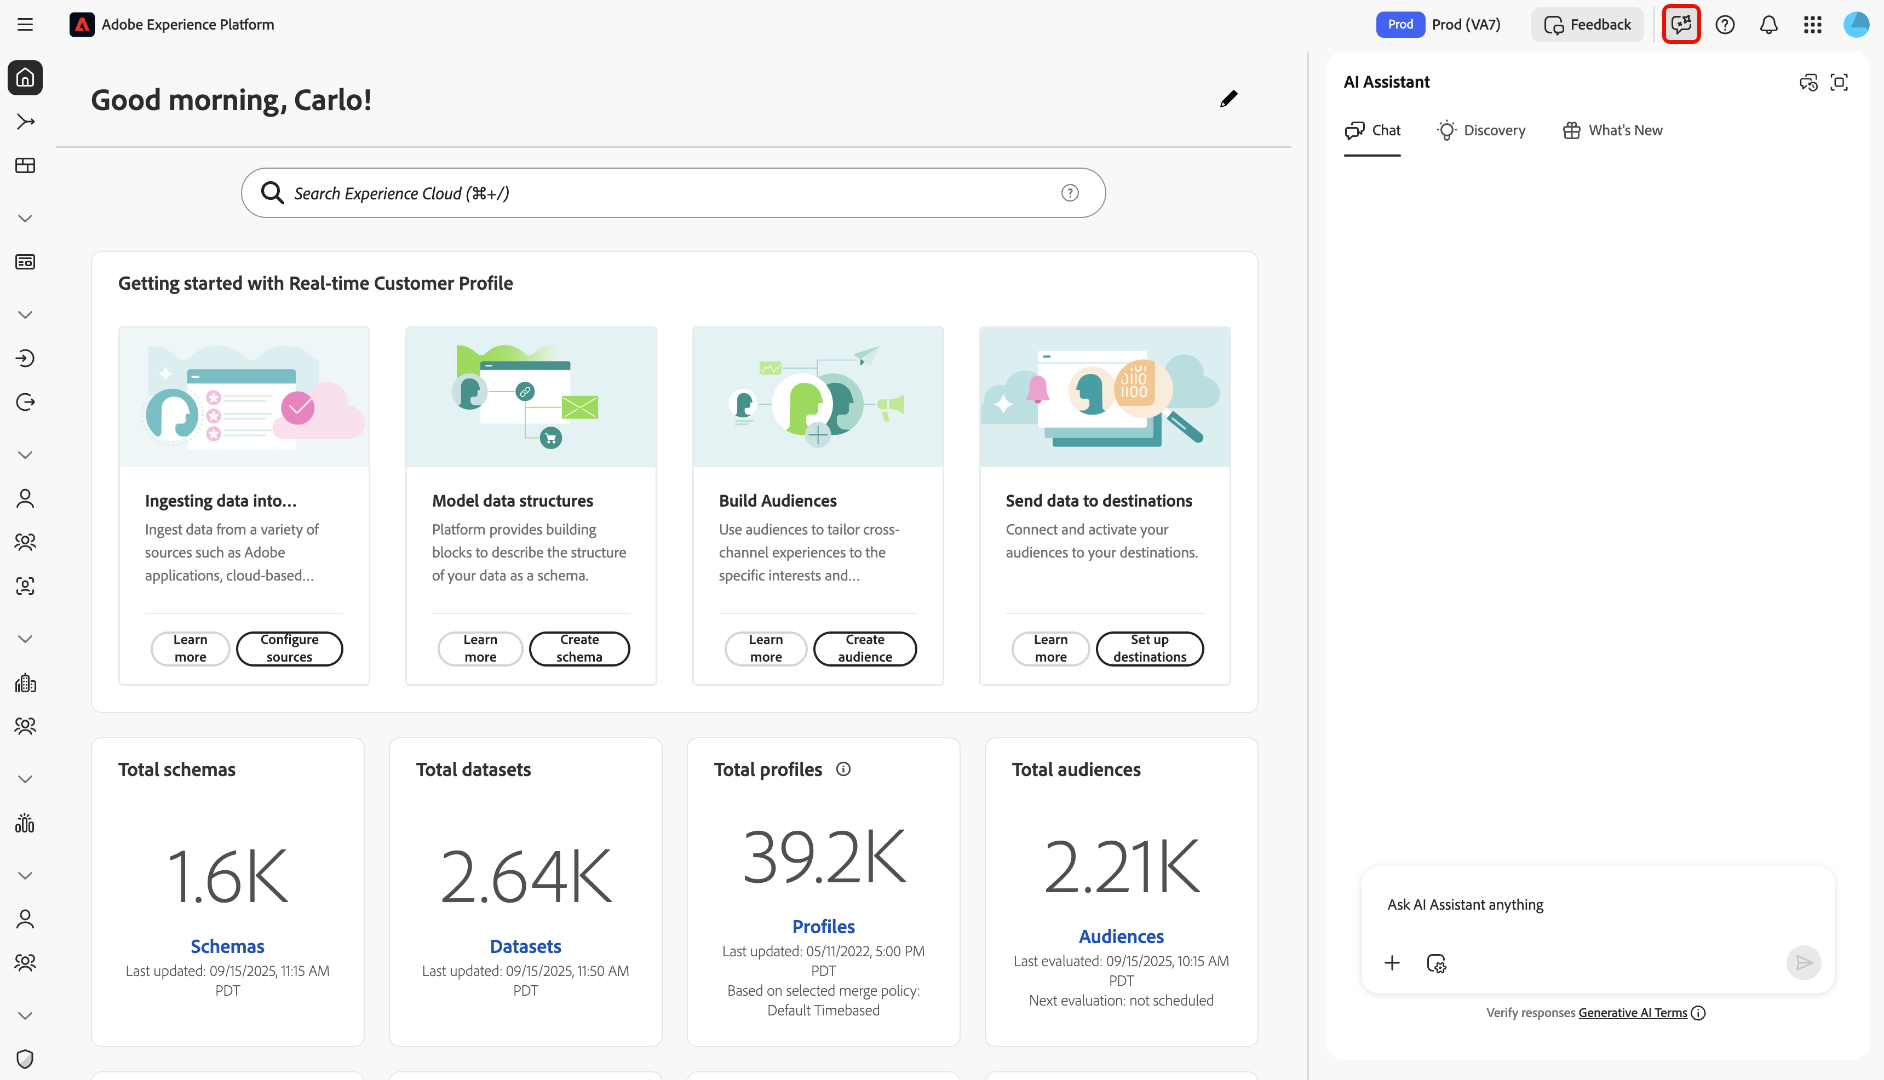 Adobe Experience Platform
Prod
Prod (VA7)
Feedback
Good morning, Carlo!
Search Experience Cloud (⌘+/)
Getting started with Real-time Customer Profile
Ingesting data into...
Ingest data from a variety of
sources such as Adobe
applications, cloud-based...
Learn
more
Configure
sources
Model data structures
Platform provides building
blocks to describe the structure
of your data as a schema.
Learn
more
Create
schema
Build Audiences
Use audiences to tailor cross-
channel experiences to the
specific interests and...
Learn
more
Create
audience
01
1010
1100
Send data to destinations
Connect and activate your
audiences to your destinations.
Learn
more
Set up
destinations
Total schemas
1.6K
Schemas
Last updated: 09/15/2025, 11:15 AM
PDT
Total datasets
2.64K
Datasets
Last updated: 09/15/2025, 11:50 AM
PDT
Total profiles
39.2K
Profiles
Last updated: 05/11/2022, 5:00 PM
PDT
Based on selected merge policy:
Default Timebased
Total audiences
2.21K
Audiences
Last evaluated: 09/15/2025, 10:15 AM
PDT
Next evaluation: not scheduled
AI Assistant
Chat
Discovery
What's New
Ask AI Assistant anything
Verify responses Generative AI Terms